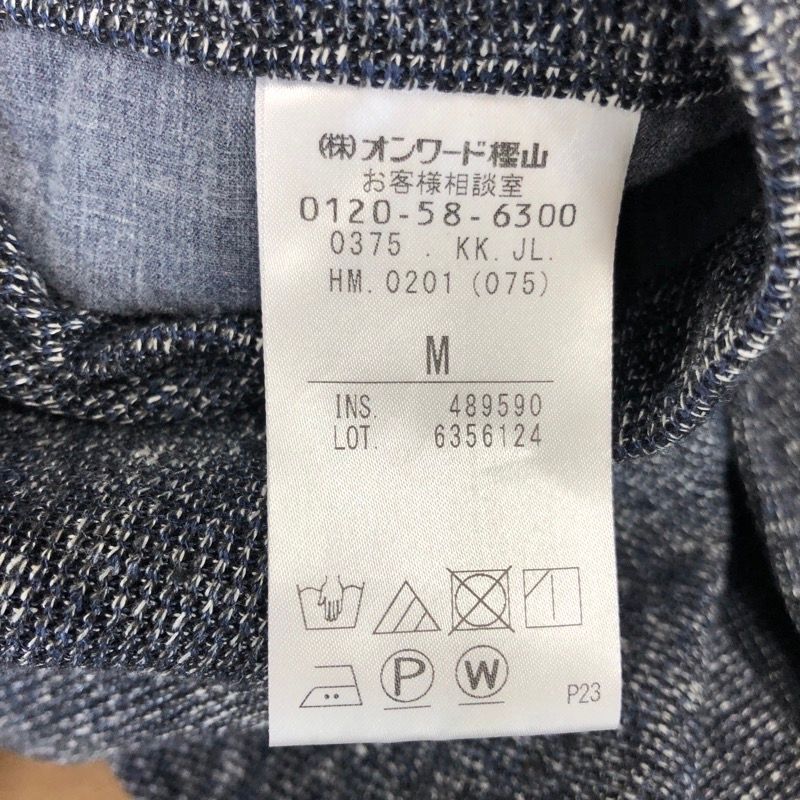 (株)オンワード樫山
お客様相談室
0120-58-6300
0375 . KK. JL.
HM. 0201 (075)
M
INS. 489590
LOT. 6356124
P
W
P23